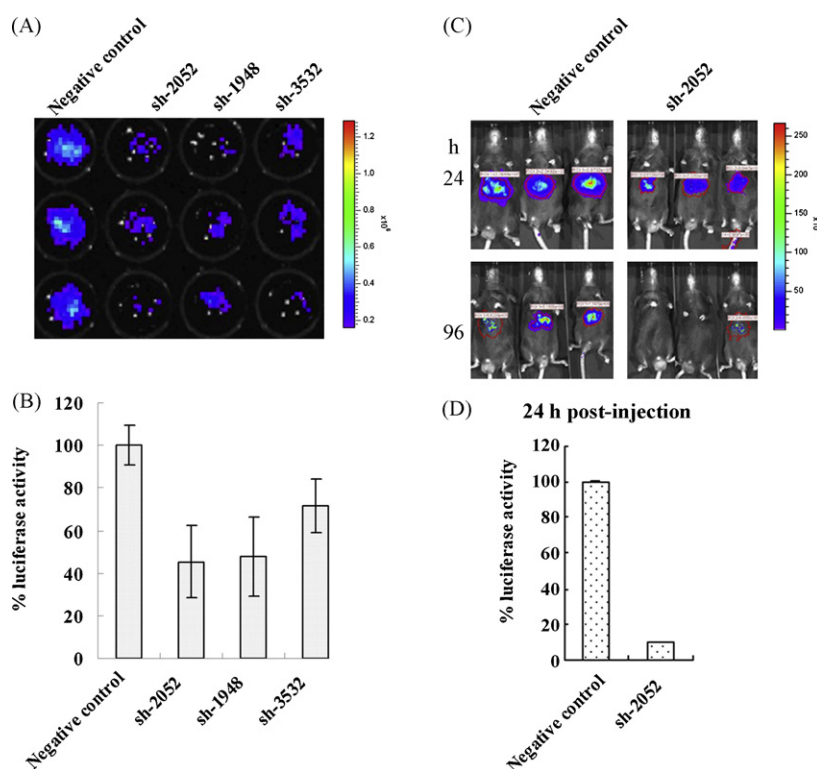 (A)
Negative control
sh-2052
sh-1948
sh-3532
1.2
1.0
0.8
0.6
0.4
0.2
(C)
Negative control
sh-2052
h
24
96
250
200
150
100
50
(B)
120
100
80
60
40
20
0
% luciferase activity
Negative control
sh-2052
sh-1948
sh-3532
(D)
24 h post-injection
120
100
80
60
40
20
0
% luciferase activity
Negative control
sh-2052